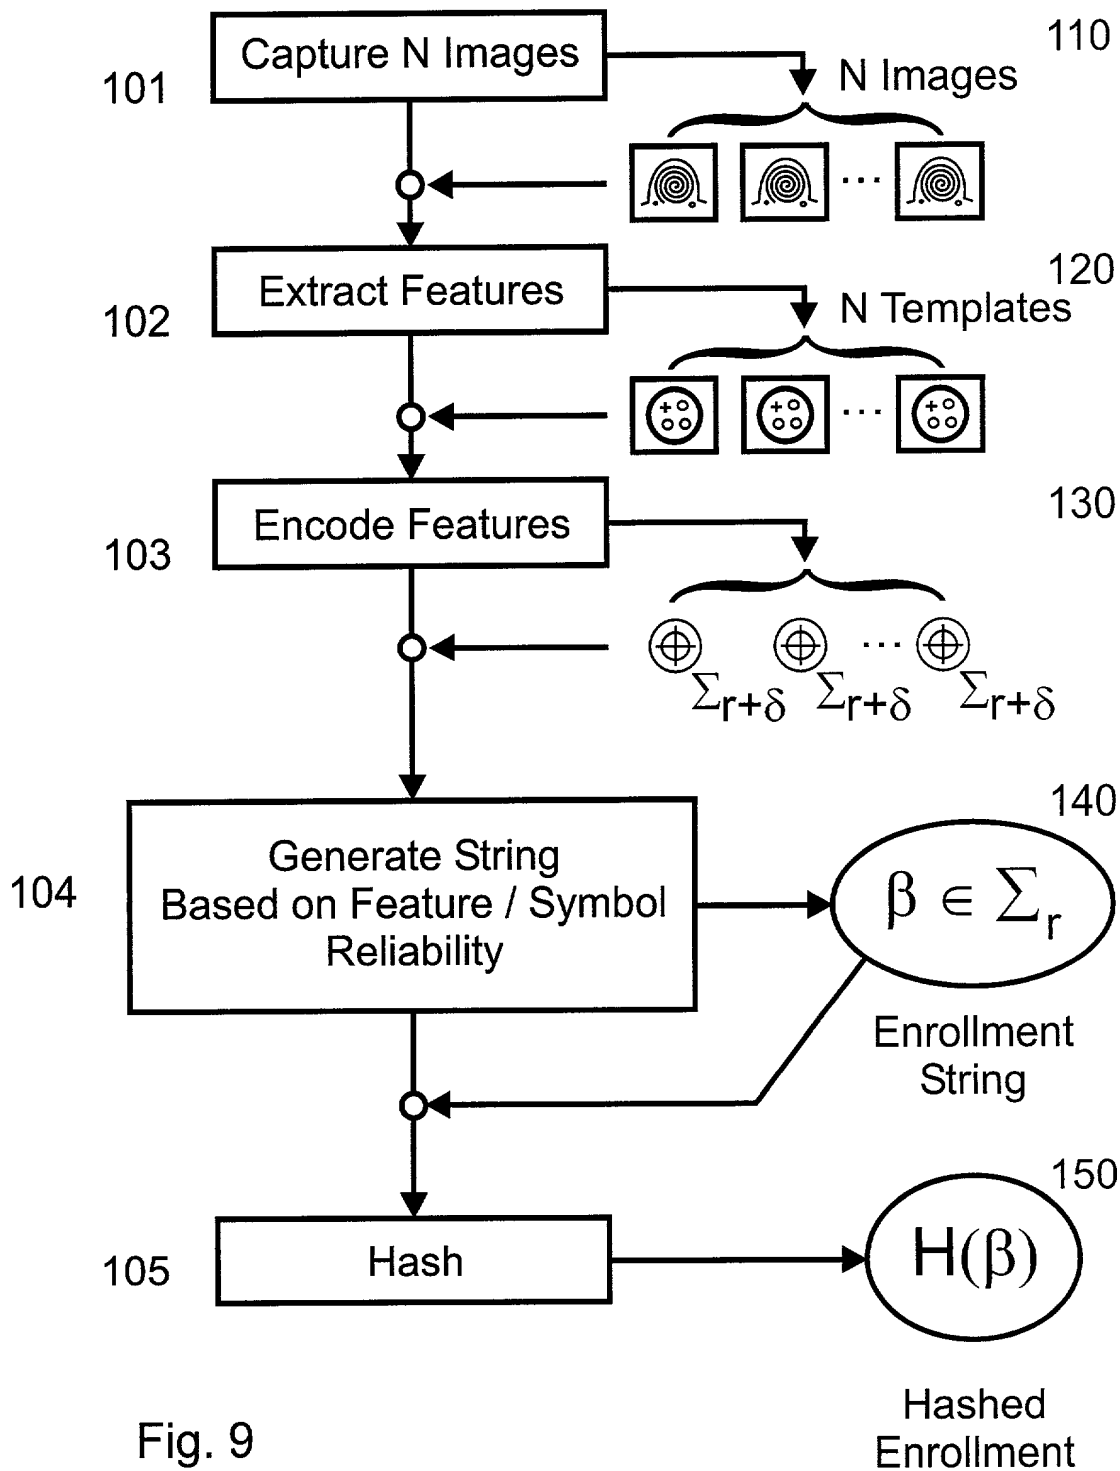 110
Capture N Images
101
N Images
...
120
Extract Features
102
N Templates
...
130
Encode Features
103
...
Σr+δ Σr+δ Σr+δ
140
104
Generate String
Based on Feature / Symbol
Reliability
β ∈ Σr
Enrollment
String
150
105
Hash
H(β)
Hashed
Enrollment
Fig. 9